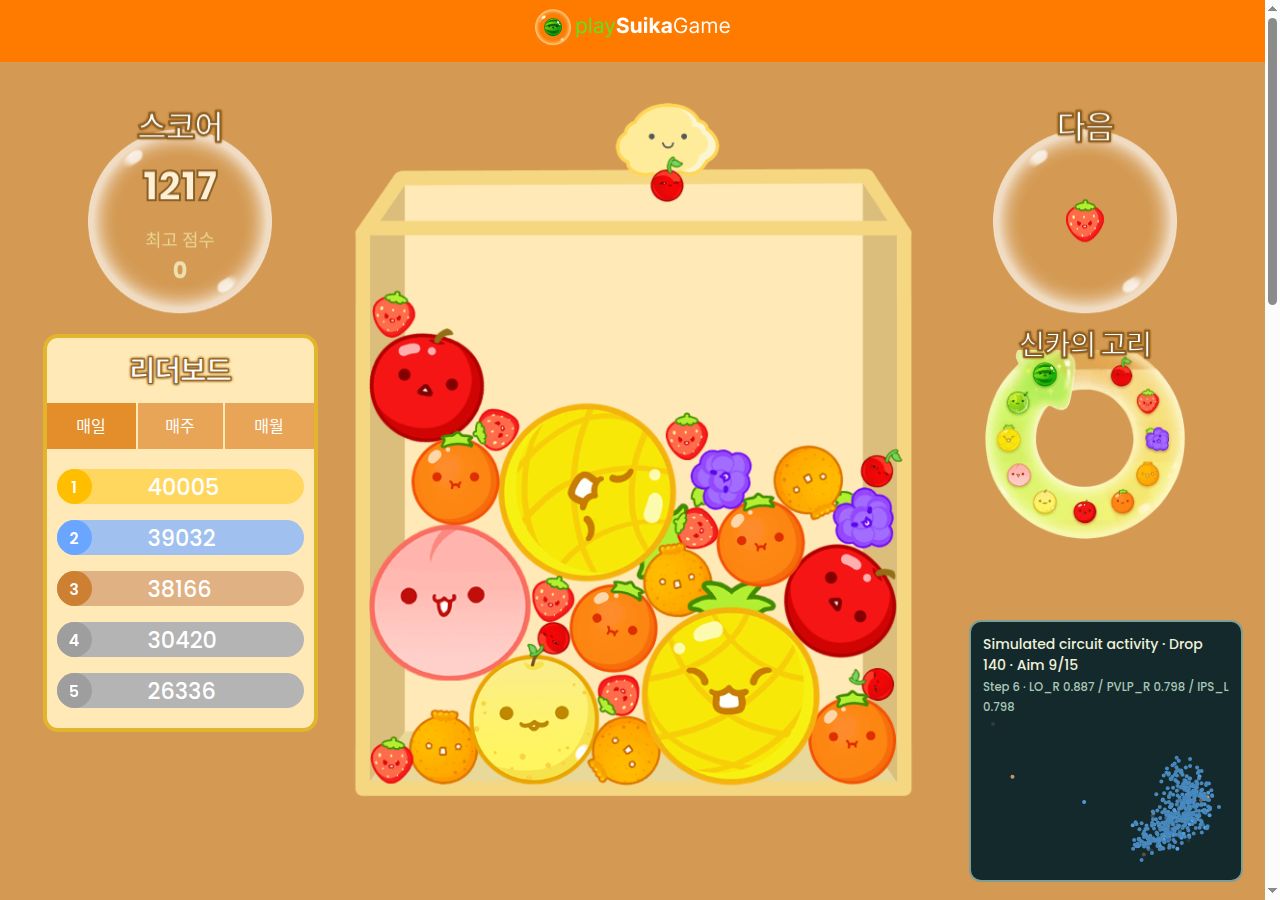 playSuikaGame
스코어
1217
최고 점수
0
리더보드
매일 매주 매월
1 40005
2 39032
3 38166
4 30420
5 26336
다음
신카의 고리
Simulated circuit activity · Drop
140 · Aim 9/15
Step 6 · LO_R 0.887 / PVLP_R 0.798 / IPS_L
0.798